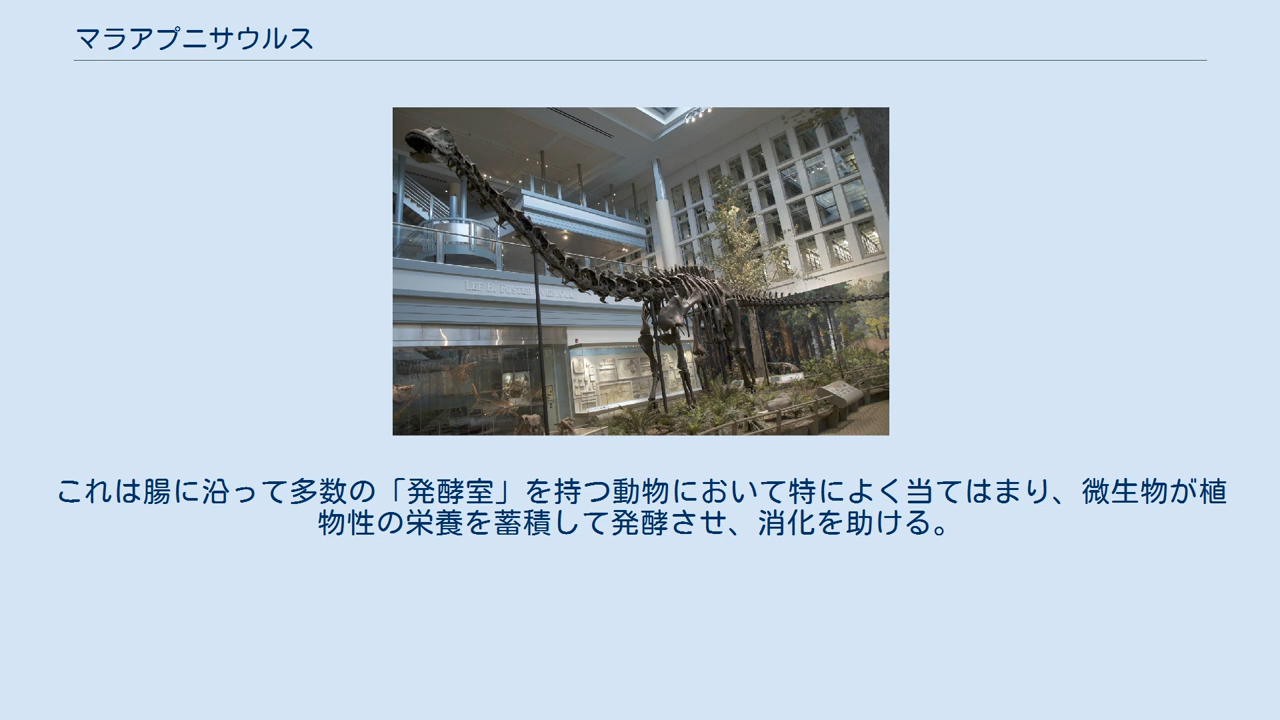 マラアプニサウルス
これは腸に沿って多数の「発酵室」を持つ動物において特によく当てはまり、微生物が植
物性の栄養を蓄積して発酵させ、消化を助ける。